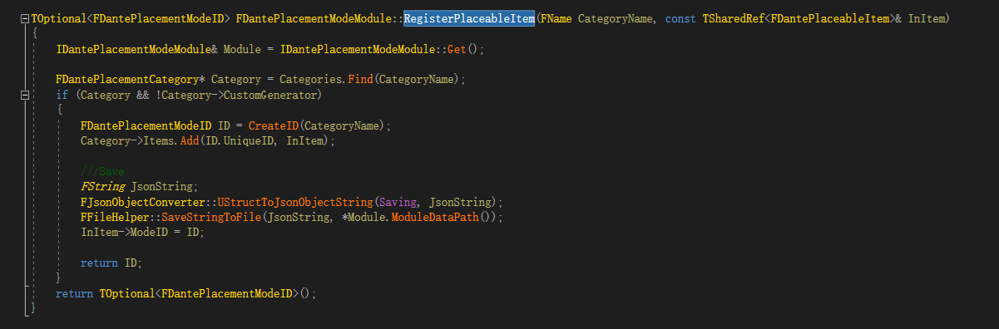 TOptional<FDantePlacementModeID> FDantePlacementModeModule::RegisterPlaceableItem(FName CategoryName, const TSharedRef<FDantePlaceableItem>& InItem)
{
    IDantePlacementModeModule& Module = IDantePlacementModeModule::Get();
    FDantePlacementCategory* Category = Categories.Find(CategoryName);
    if (Category && !Category->CustomGenerator)
    {
        FDantePlacementModeID ID = CreateID(CategoryName);
        Category->Items.Add(ID.UniqueID, InItem);
        ///Save
        FString JsonString;
        FJsonObjectConverter::UStructToJsonObjectString(Saving, JsonString);
        FFileHelper::SaveStringToFile(JsonString, *Module.ModuleDataPath());
        InItem->ModeID = ID;
        return ID;
    }
    return TOptional<FDantePlacementModeID>();
}